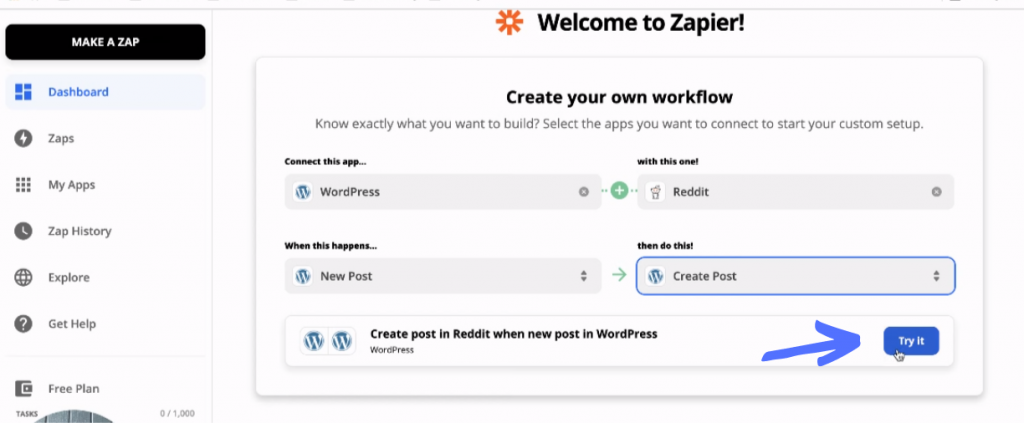 Welcome to Zapier!
MAKE A ZAP
Dashboard
Zaps
My Apps
Zap History
Explore
Get Help
Free Plan
TASKS 0 / 1,000
Create your own workflow
Know exactly what you want to build? Select the apps you want to connect to start your custom setup.
Connect this app...
with this one!
WordPress
Reddit
When this happens...
then do this!
New Post
Create Post
Create post in Reddit when new post in WordPress
WordPress
Try it